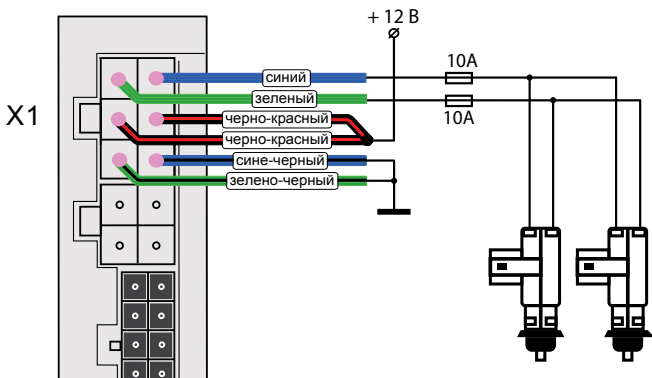 + 12 В
10А
синий
X1
зеленый
10А
черно-красный
черно-красный
сине-черный
зелено-черный